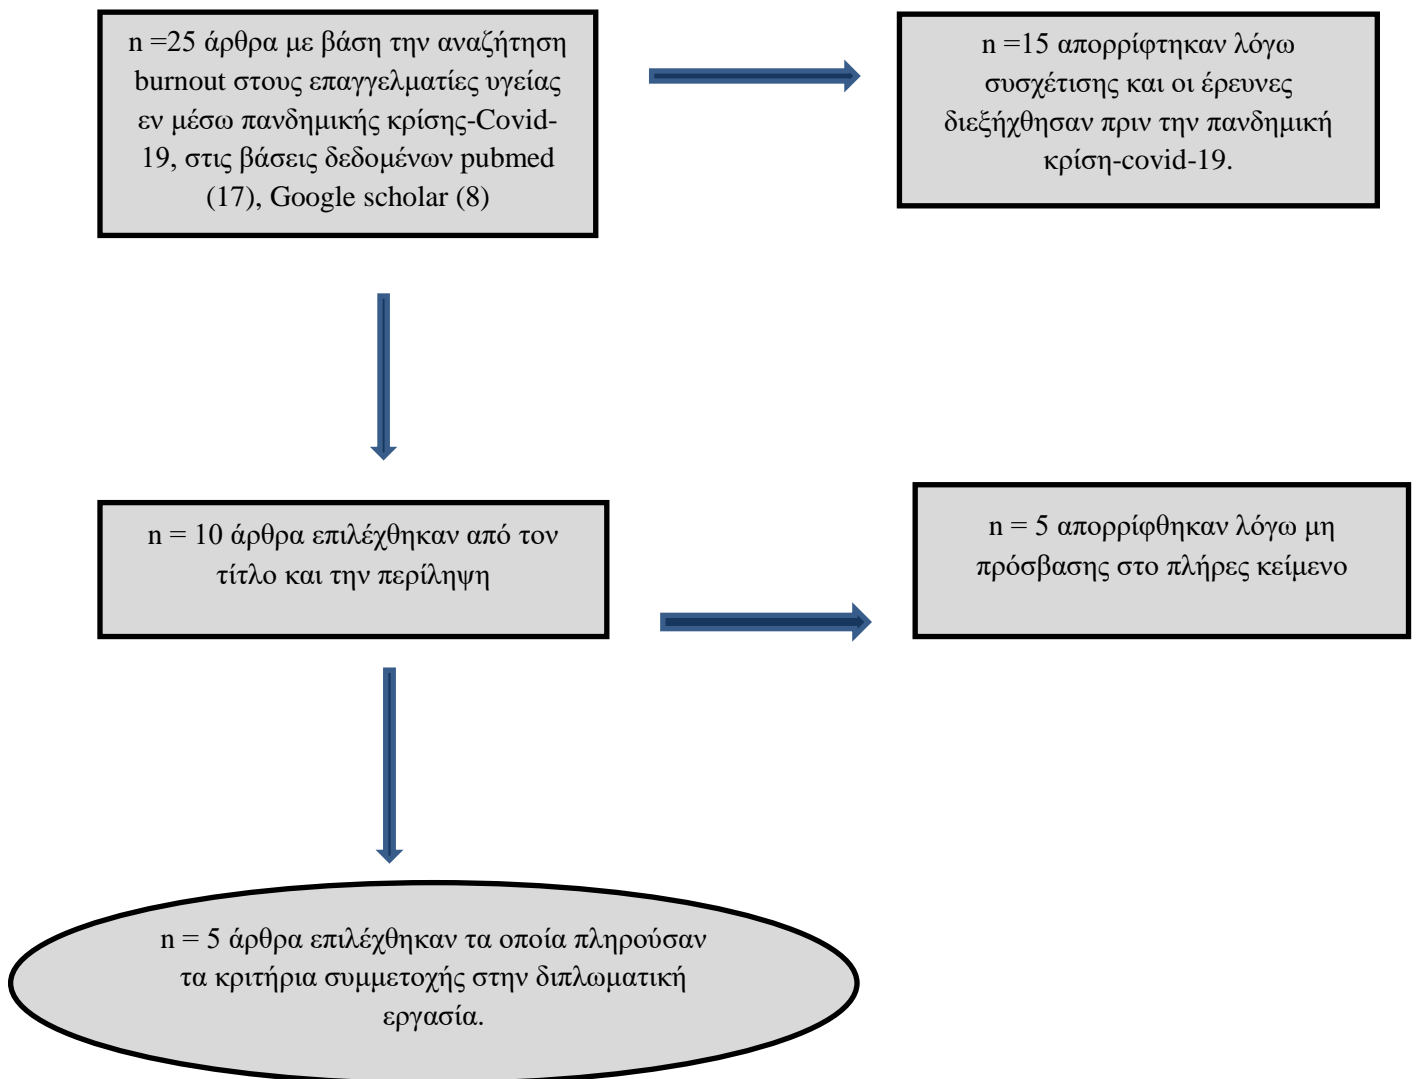 n =25 άρθρα με βάση την αναζήτηση
burnout στους επαγγελματίες υγείας
εν μέσω πανδημικής κρίσης-Covid-
19, στις βάσεις δεδομένων pubmed
(17), Google scholar (8)
n =15 απορρίφτηκαν λόγω
συσχέτισης και οι έρευνες
διεξήχθησαν πριν την πανδημική
κρίση-covid-19.
n = 10 άρθρα επιλέχθηκαν από τον
τίτλο και την περίληψη
n = 5 απορρίφθηκαν λόγω μη
πρόσβασης στο πλήρες κείμενο
n = 5 άρθρα επιλέχθηκαν τα οποία πληρούσαν
τα κριτήρια συμμετοχής στην διπλωματική
εργασία.